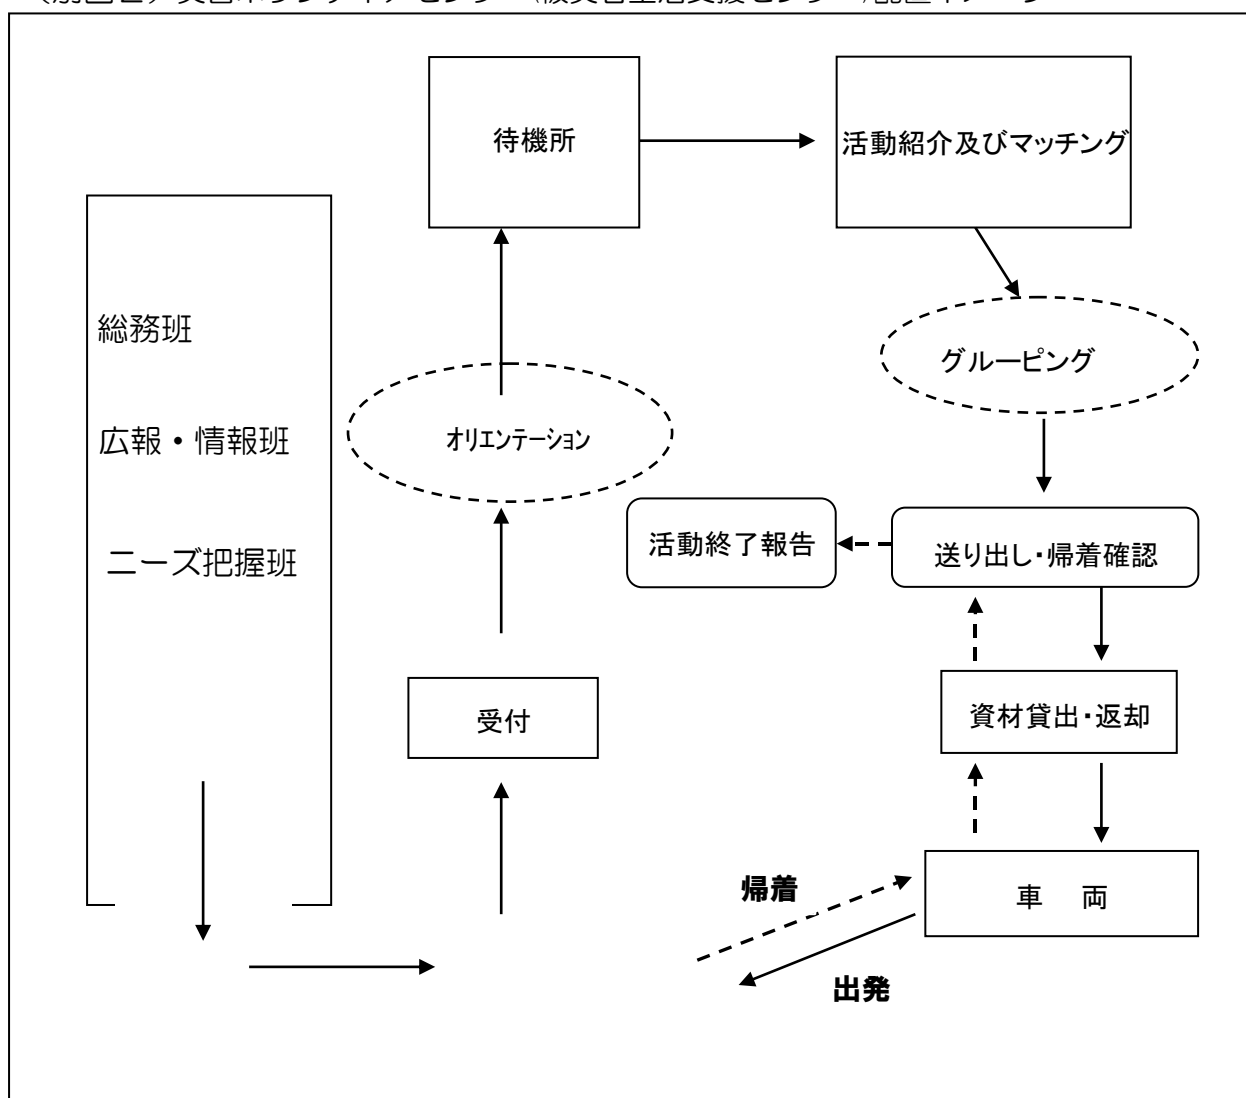 待機所
活動紹介及びマッチング
総務班
グルーピング
広報・情報班
オリエンテーション
ニーズ把握班
活動終了報告
送り出し・帰着確認
受付
資材貸出・返却
帰着
車 両
出発